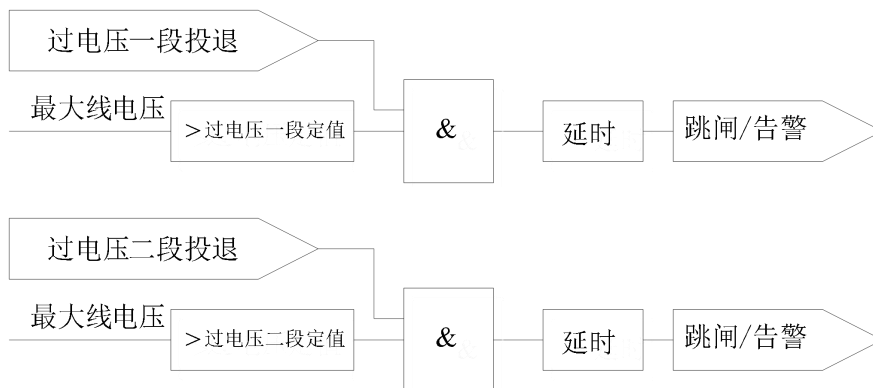 过电压一段投退
最大线电压
>过电压一段定值
&
延时
跳闸/告警
过电压二段投退
最大线电压
>过电压二段定值
&
延时
跳闸/告警